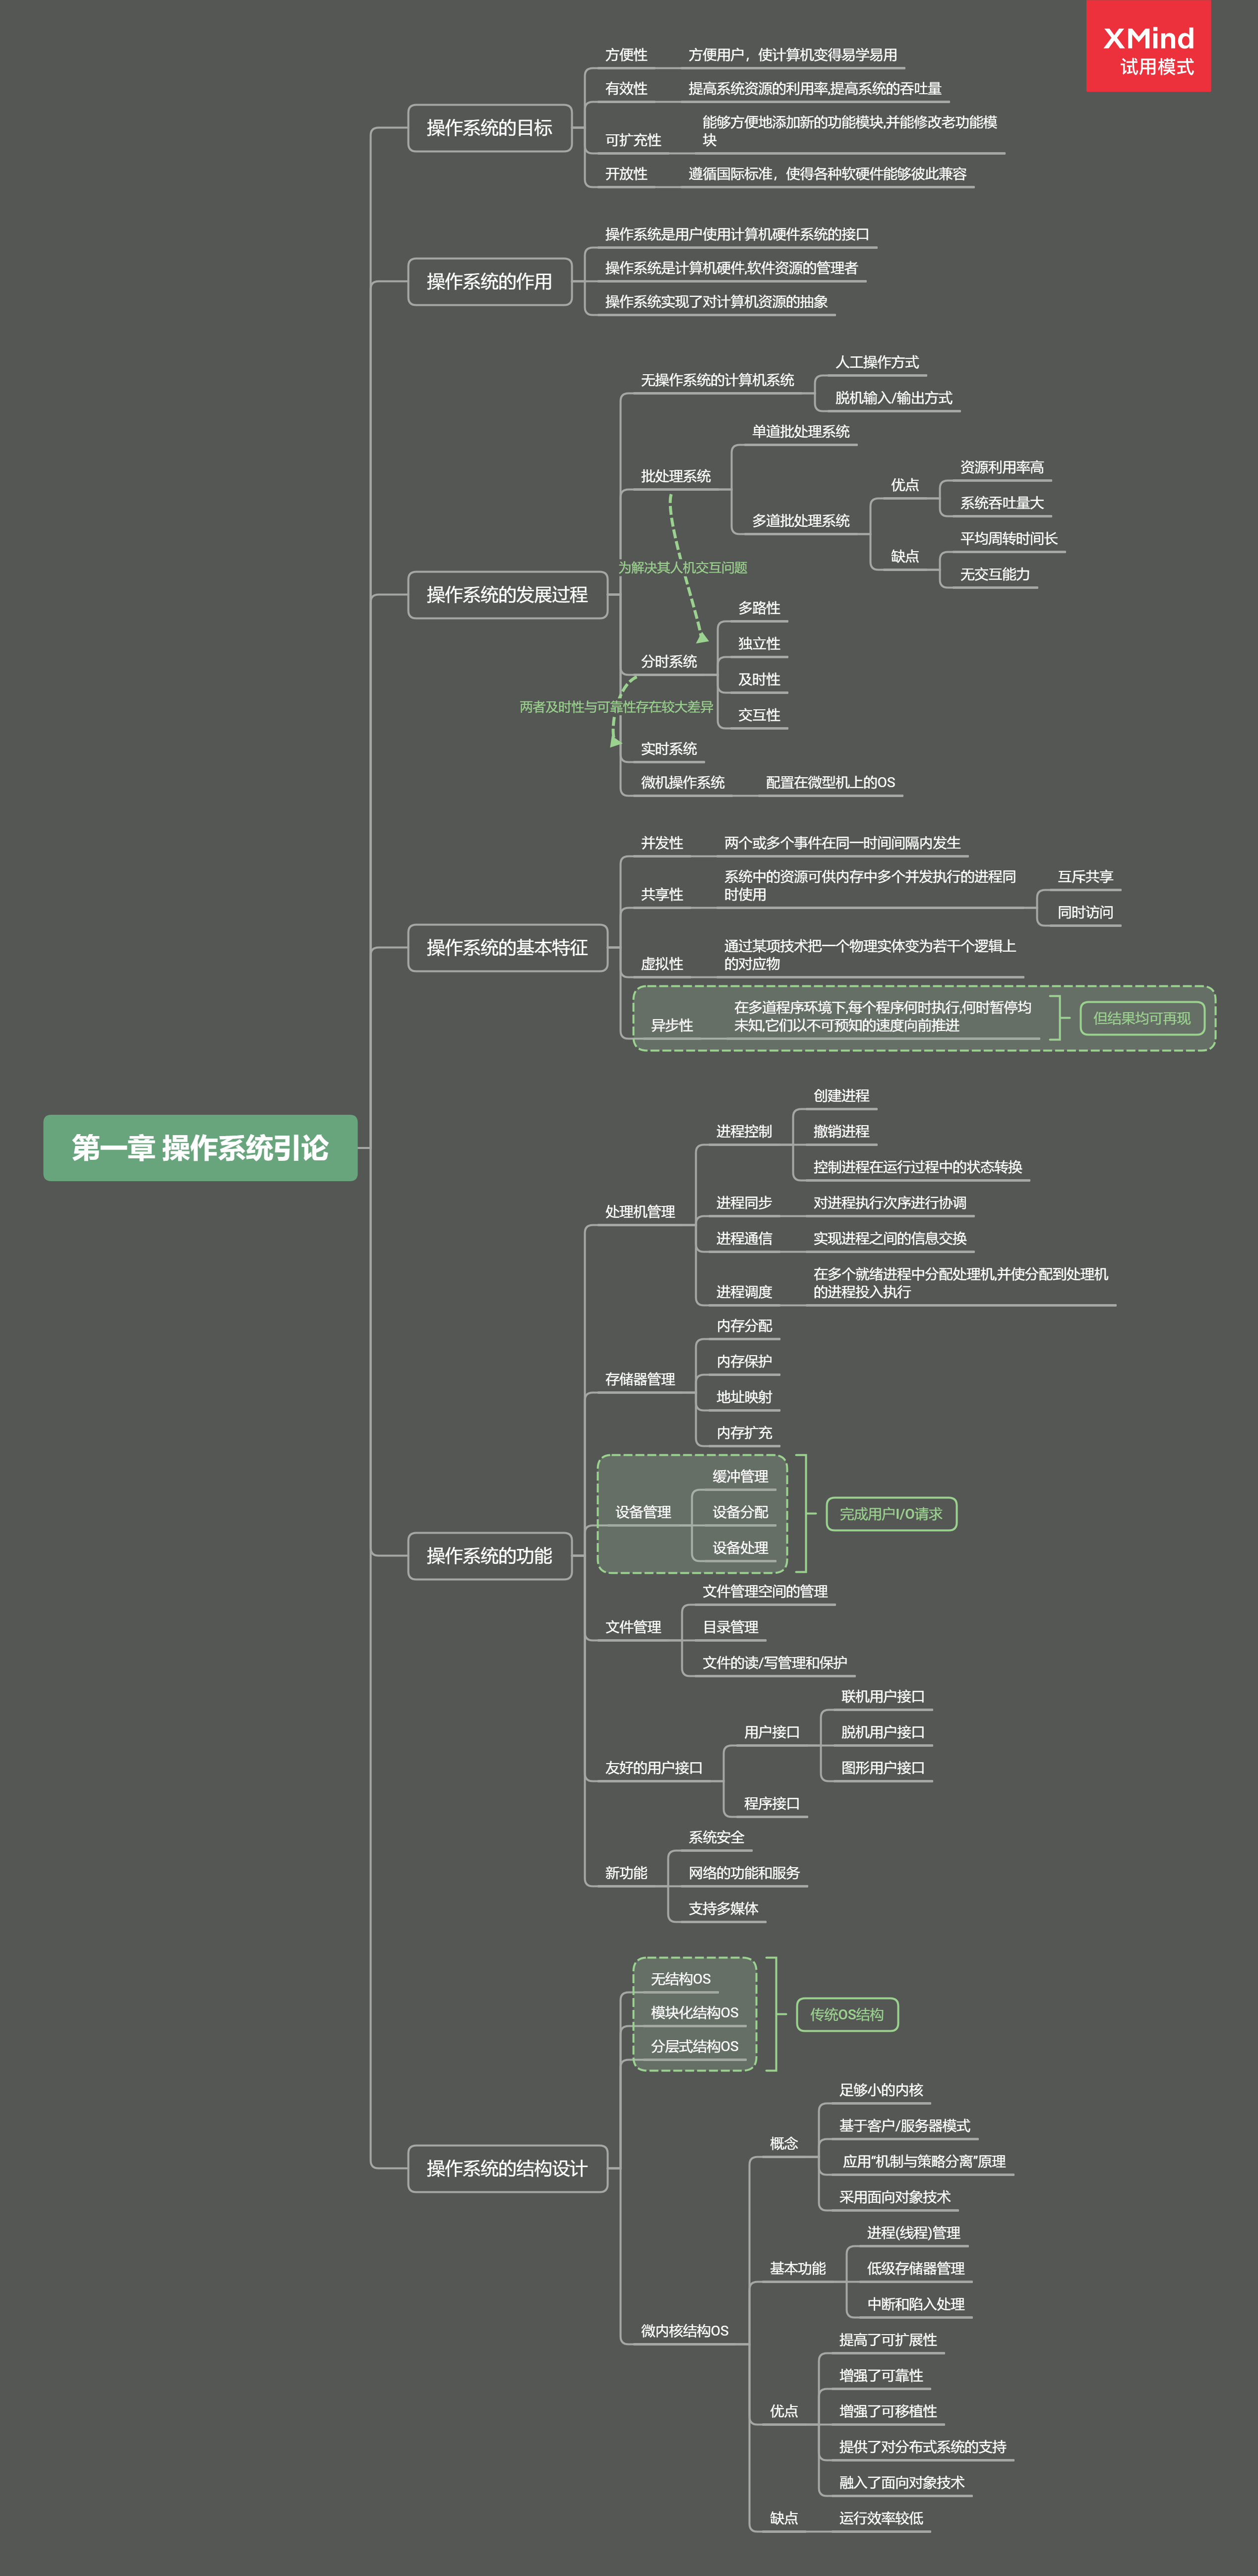 XMind
试用模式
第一章 操作系统引论
操作系统的目标
方便性
方便用户，使计算机变得易学易用
有效性
提高系统资源的利用率,提高系统的吞吐量
可扩充性
能够方便地添加新的功能模块,并能修改老功能模
块
开放性
遵循国际标准，使得各种软硬件能够彼此兼容
操作系统的作用
操作系统是用户使用计算机硬件系统的接口
操作系统是计算机硬件,软件资源的管理者
操作系统实现了对计算机资源的抽象
操作系统的发展过程
无操作系统的计算机系统
人工操作方式
脱机输入/输出方式
批处理系统
单道批处理系统
多道批处理系统
优点
资源利用率高
系统吞吐量大
缺点
平均周转时间长
无交互能力
为解决其人机交互问题
分时系统
多路性
独立性
及时性
交互性
两者及时性与可靠性存在较大差异
实时系统
微机操作系统
配置在微型机上的OS
操作系统的基本特征
并发性
两个或多个事件在同一时间间隔内发生
共享性
系统中的资源可供内存中多个并发执行的进程同
时使用
互斥共享
同时访问
虚拟性
通过某项技术把一个物理实体变为若干个逻辑上
的对应物
异步性
在多道程序环境下,每个程序何时执行,何时暂停均
未知,它们以不可预知的速度向前推进
但结果均可再现
操作系统的功能
处理机管理
进程控制
创建进程
撤销进程
控制进程在运行过程中的状态转换
进程同步
对进程执行次序进行协调
进程通信
实现进程之间的信息交换
进程调度
在多个就绪进程中分配处理机,并使分配到处理机
的进程投入执行
存储器管理
内存分配
内存保护
地址映射
内存扩充
设备管理
缓冲管理
设备分配
设备处理
完成用户I/O请求
文件管理
文件管理空间的管理
目录管理
文件的读/写管理和保护
友好的用户接口
用户接口
联机用户接口
脱机用户接口
图形用户接口
程序接口
新功能
系统安全
网络的功能和服务
支持多媒体
操作系统的结构设计
无结构OS
模块化结构OS
分层式结构OS
传统OS结构
微内核结构OS
概念
足够小的内核
基于客户/服务器模式
应用“机制与策略分离”原理
采用面向对象技术
基本功能
进程(线程)管理
低级存储器管理
中断和陷入处理
优点
提高了可扩展性
增强了可靠性
增强了可移植性
提供了对分布式系统的支持
融入了面向对象技术
缺点
运行效率较低